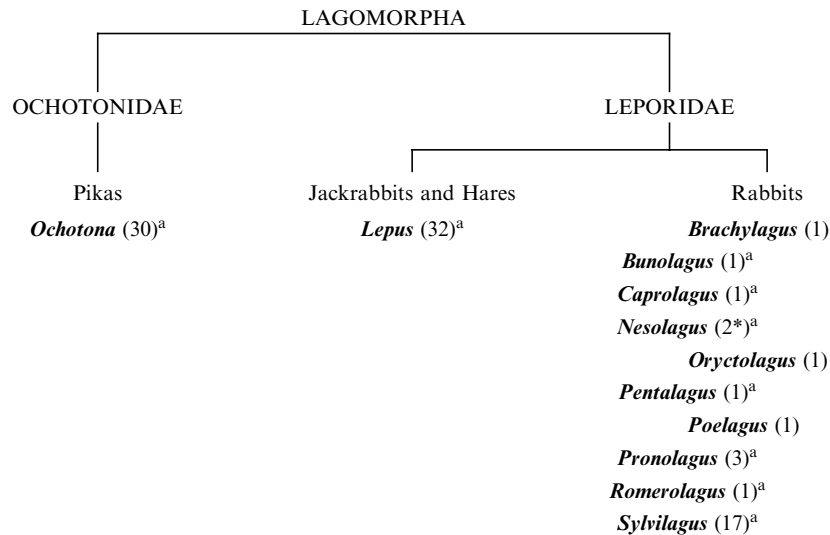 LAGOMORPHA
OCHOTONIDAE LEPORIDAE
Pikas Jackrabbits and Hares Rabbits
Ochotona (30)a Lepus (32)a Brachylagus (1)
Bunolagus (1)a
Caprolagus (1)a
Nesolagus (2*)a
Oryctolagus (1)
Pentalagus (1)a
Poelagus (1)
Pronolagus (3)a
Romerolagus (1)a
Sylvilagus (17)a